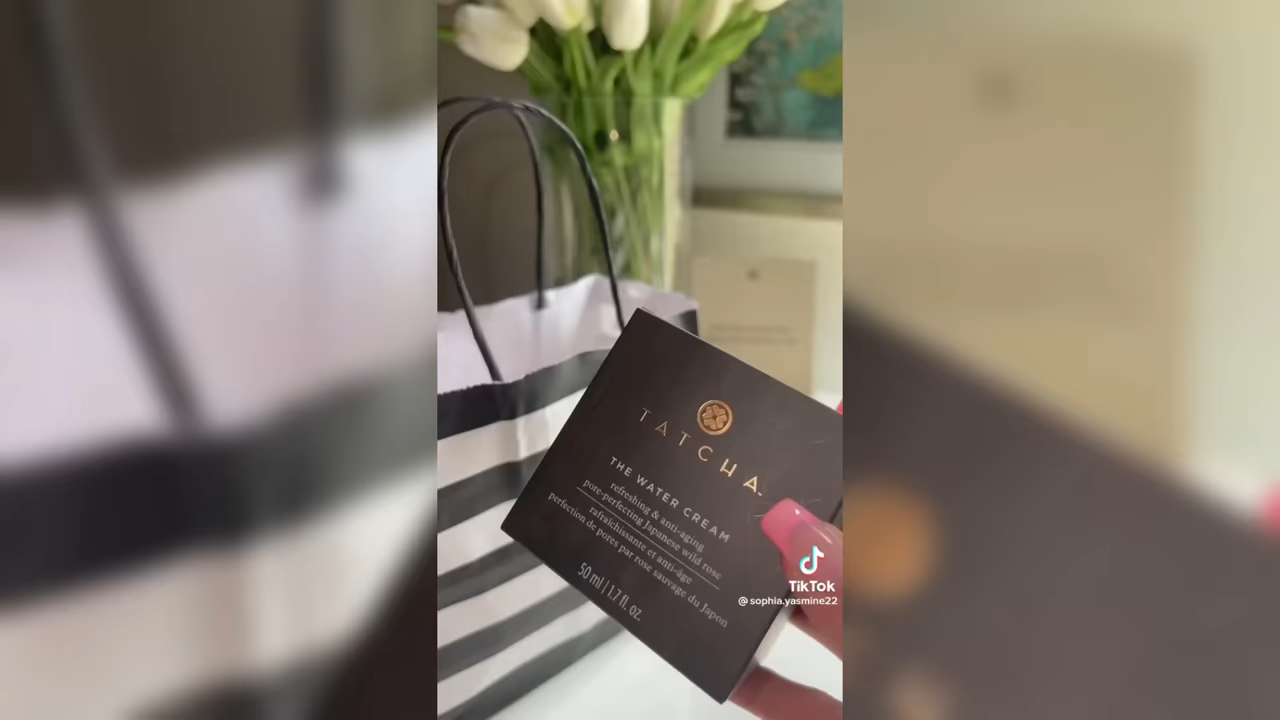 TATCHA
THE WATER CREAM
refreshing & anti-aging
pore-perfecting Japanese wild rose
rafraîchissante et anti-âge
perfection de pores par rose sauvage du Japon
50 ml / 1.7 fl. oz.
TikTok
@ sophia.yasmine22